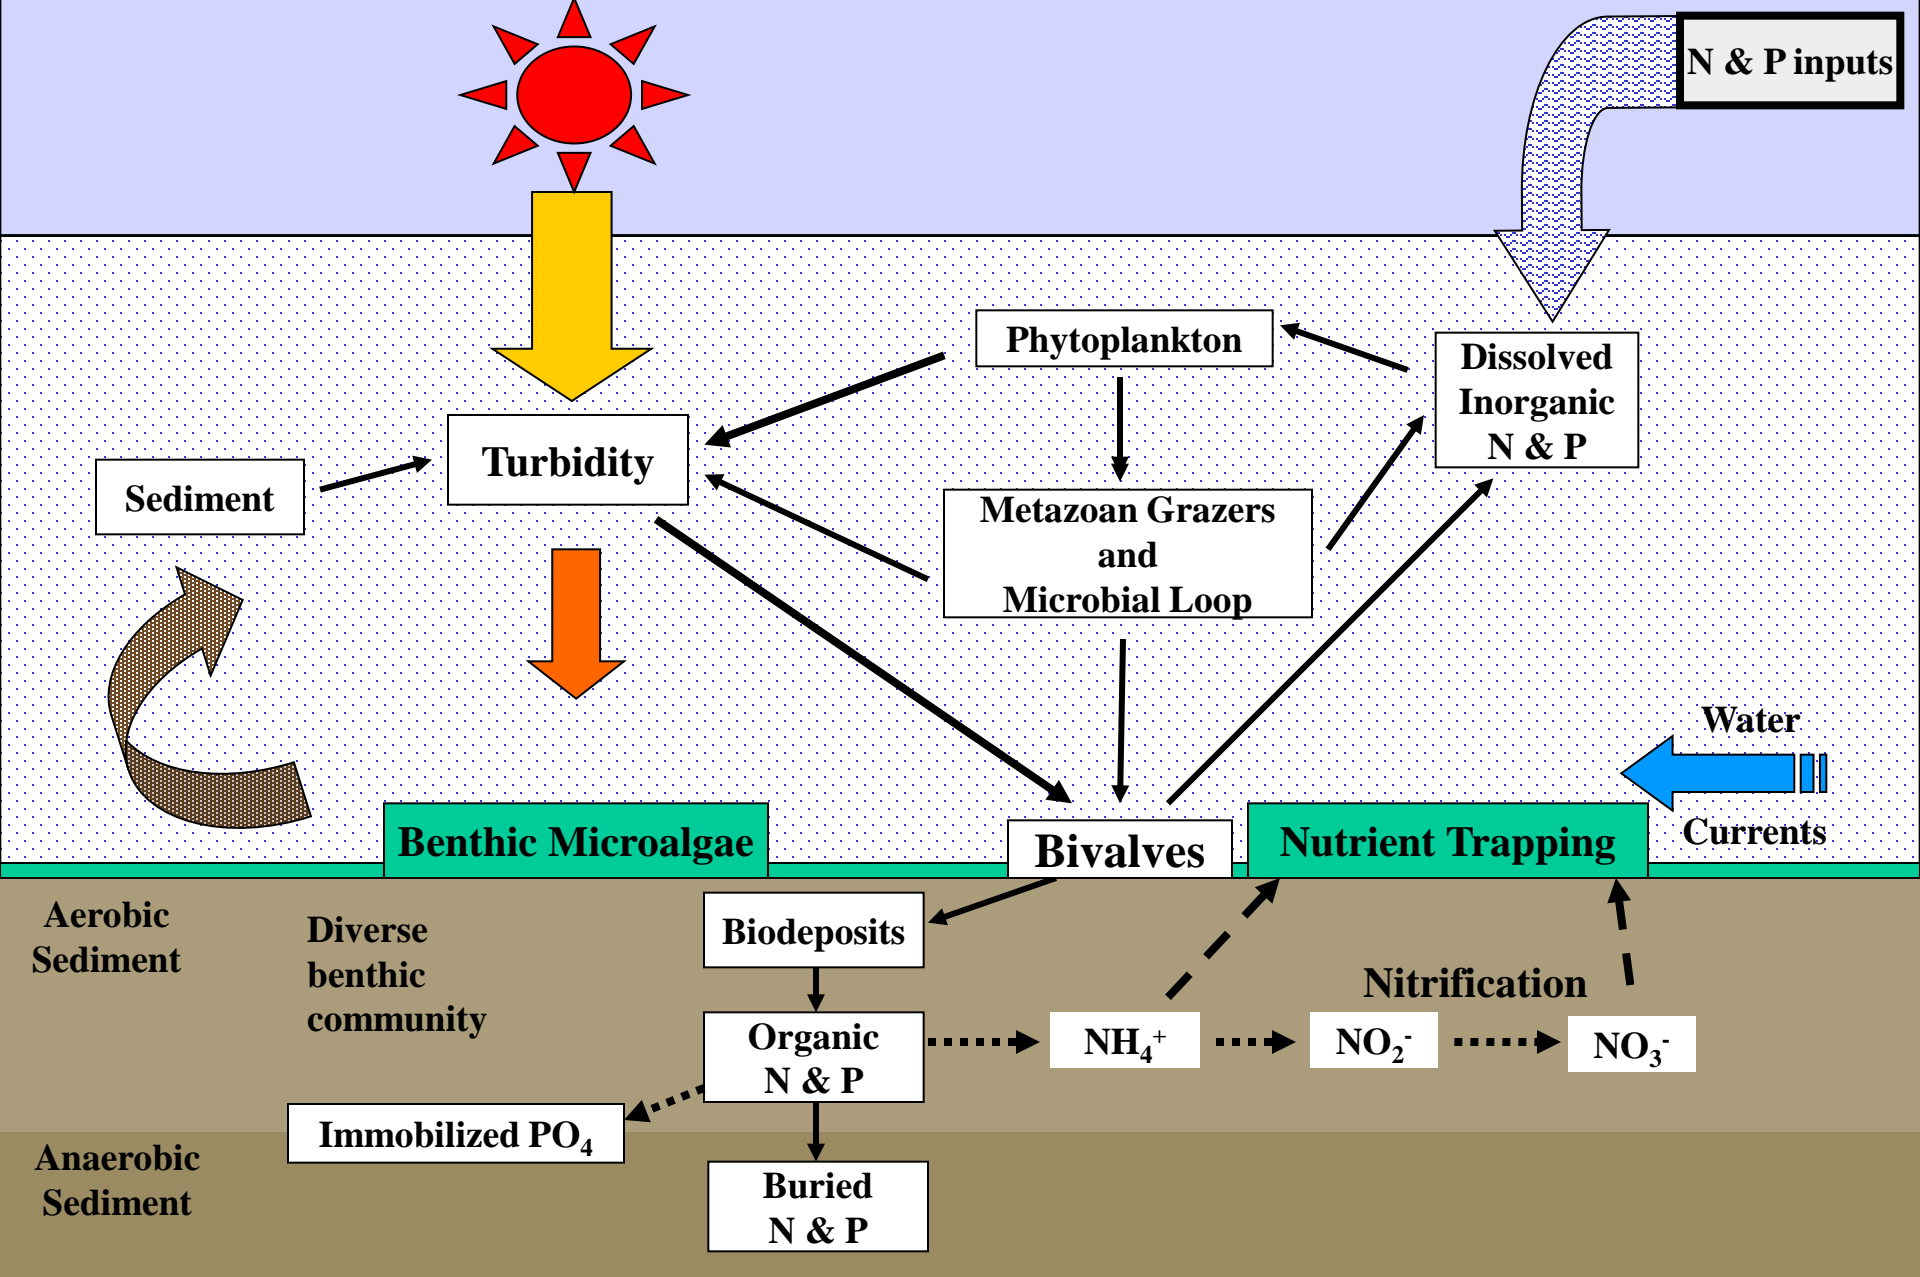 N & P inputs
Phytoplankton
Dissolved
Inorganic
N & P
Turbidity
Sediment
Metazoan Grazers
and
Microbial Loop
Water
Currents
Benthic Microalgae
Bivalves
Nutrient Trapping
Aerobic
Sediment
Diverse
benthic
community
Biodeposits
Nitrification
Organic
N & P
NH₄⁺
NO₂⁻
NO₃⁻
Immobilized PO₄
Anaerobic
Sediment
Buried
N & P